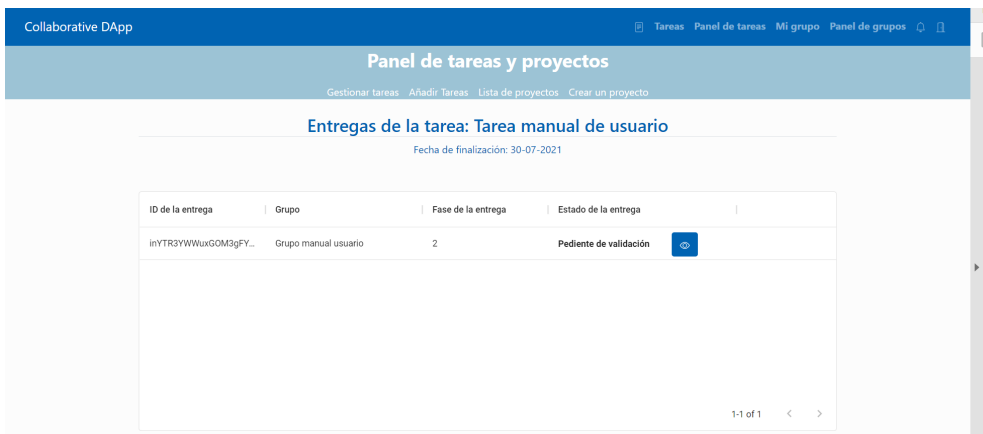 Collaborative DApp Tareas Panel de tareas Mi grupo Panel de grupos
Panel de tareas y proyectos
Gestionar tareas Añadir Tareas Lista de proyectos Crear un proyecto
Entregas de la tarea: Tarea manual de usuario
Fecha de finalización: 30-07-2021
ID de la entrega Grupo Fase de la entrega Estado de la entrega
inYTR3YWWuxGOM3gFY... Grupo manual usuario 2 Pediente de validación
1-1 of 1